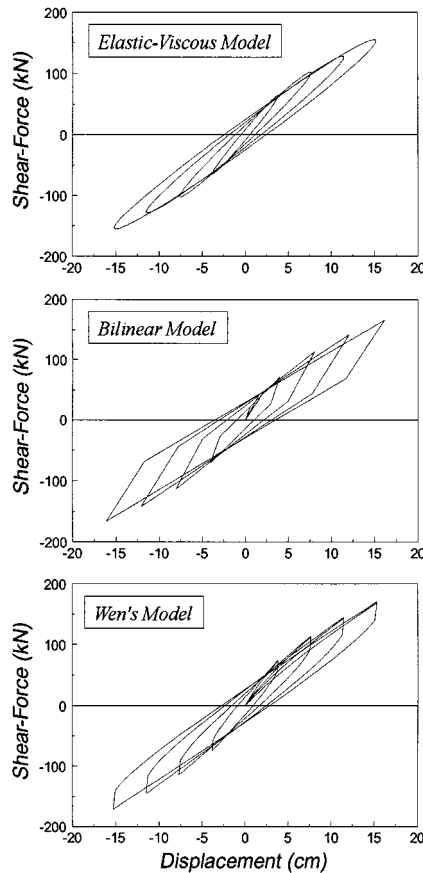 200
Elastic-Viscous Model
100
0
-100
-200
Shear-Force (kN)
-20 -15 -10 -5 0 5 10 15 20
200
Bilinear Model
100
0
-100
-200
Shear-Force (kN)
-20 -15 -10 -5 0 5 10 15 20
200
Wen's Model
100
0
-100
-200
Shear-Force (kN)
-20 -15 -10 -5 0 5 10 15 20
Displacement (cm)